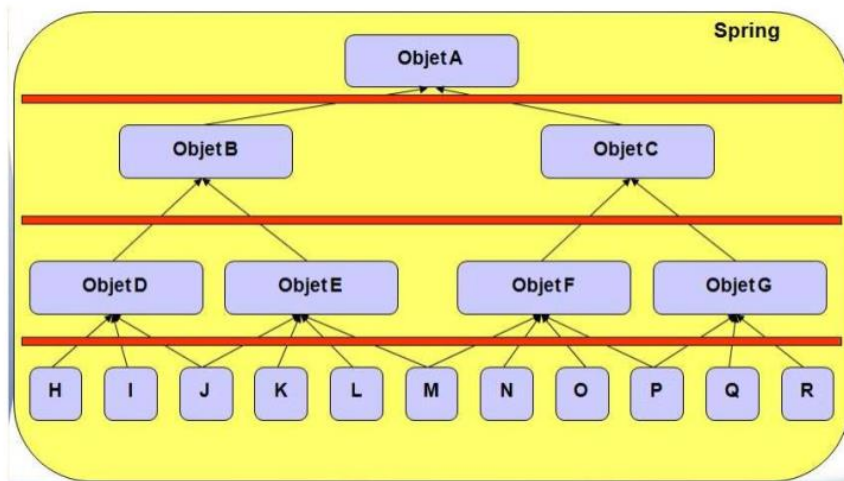 Spring
Objet A
Objet B
Objet C
Objet D
Objet E
Objet F
Objet G
H
I
J
K
L
M
N
O
P
Q
R